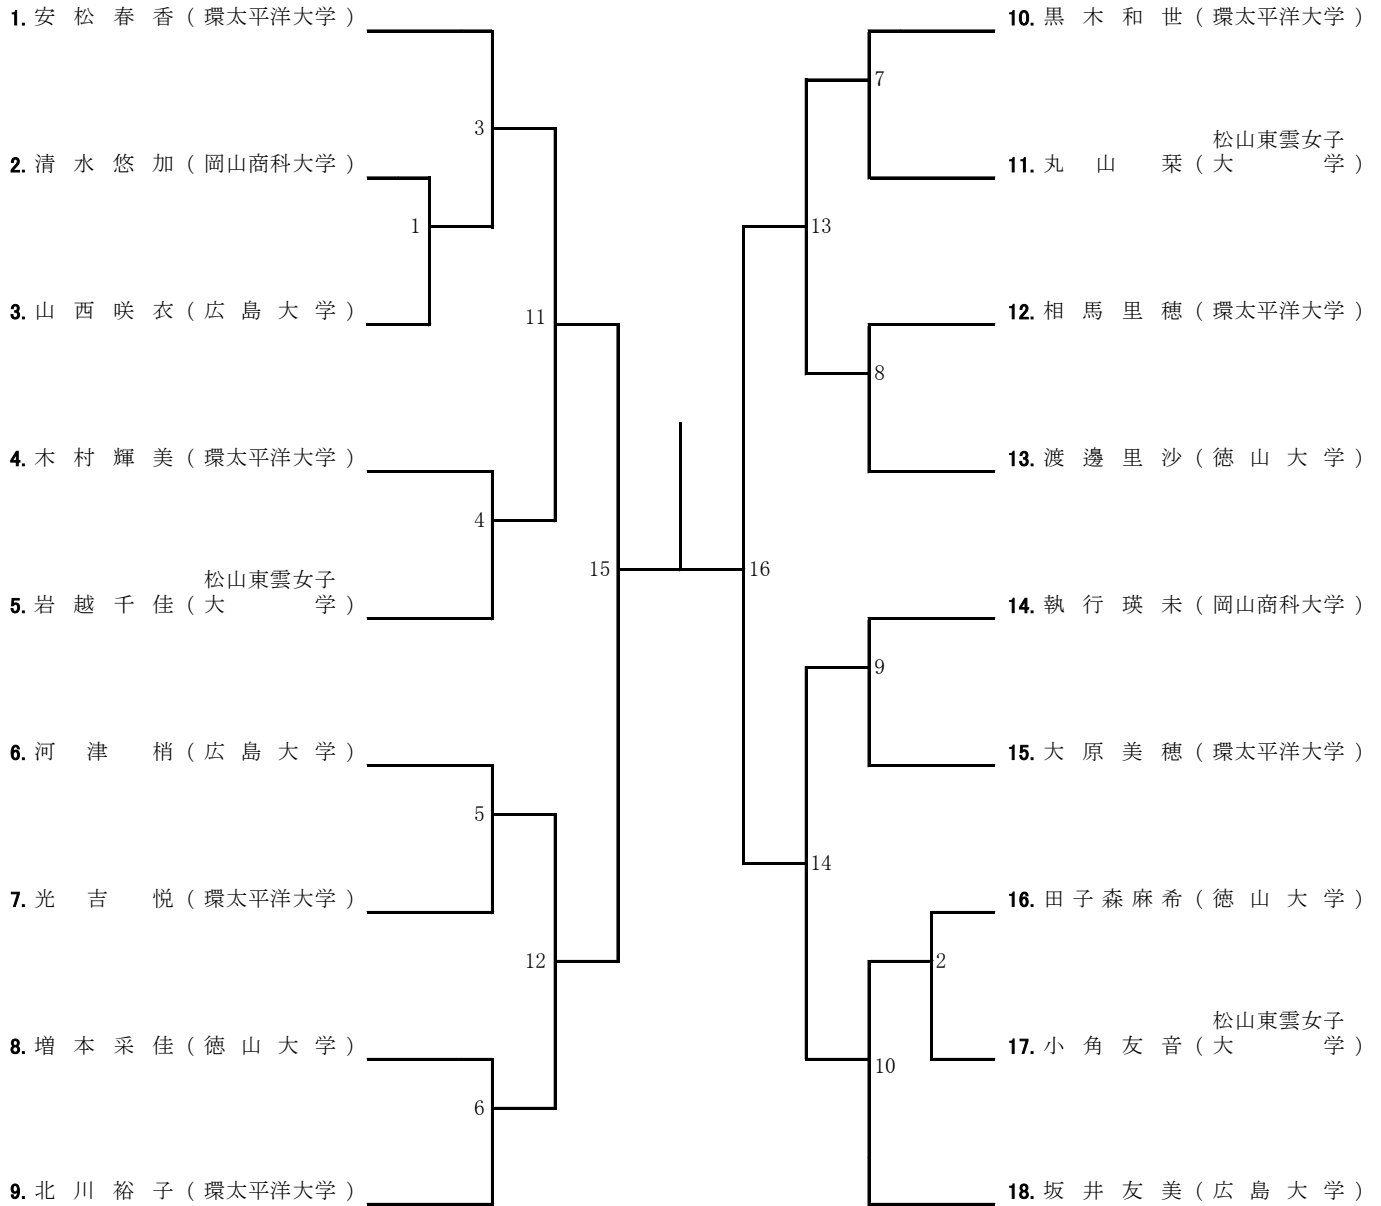 1. 安松春香(環太平洋大学)
3
2. 清水悠加(岡山商科大学)
1
3. 山西咲衣(広島大学)
11
4. 木村輝美(環太平洋大学)
4
松山東雲女子
5. 岩越千佳(大学)
15
6. 河津梢(広島大学)
5
7. 光吉悦(環太平洋大学)
12
8. 増本采佳(徳山大学)
6
9. 北川裕子(環太平洋大学)
10. 黒木和世(環太平洋大学)
7
松山東雲女子
11. 丸山栞(大学)
13
12. 相馬里穂(環太平洋大学)
8
13. 渡邊里沙(徳山大学)
16
14. 執行瑛未(岡山商科大学)
9
15. 大原美穂(環太平洋大学)
14
16. 田子森麻希(徳山大学)
2
松山東雲女子
17. 小角友音(大学)
10
18. 坂井友美(広島大学)